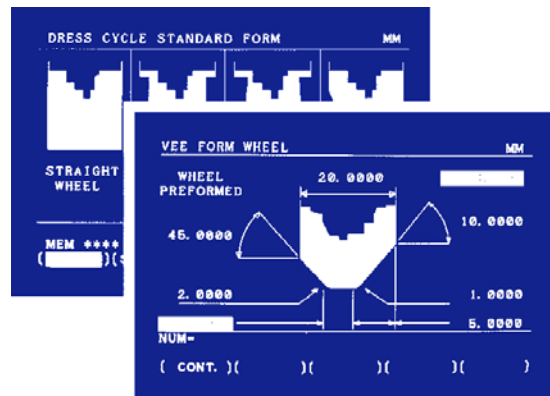 DRESS CYCLE STANDARD FORM MM
STRAIGHT
WHEEL
MEM ****
VEE FORM WHEEL MM
WHEEL
PREFORMED
20.0000
45.0000
10.0000
2.0000
1.0000
5.0000
NUM=
( CONT. )( )( )( )( )